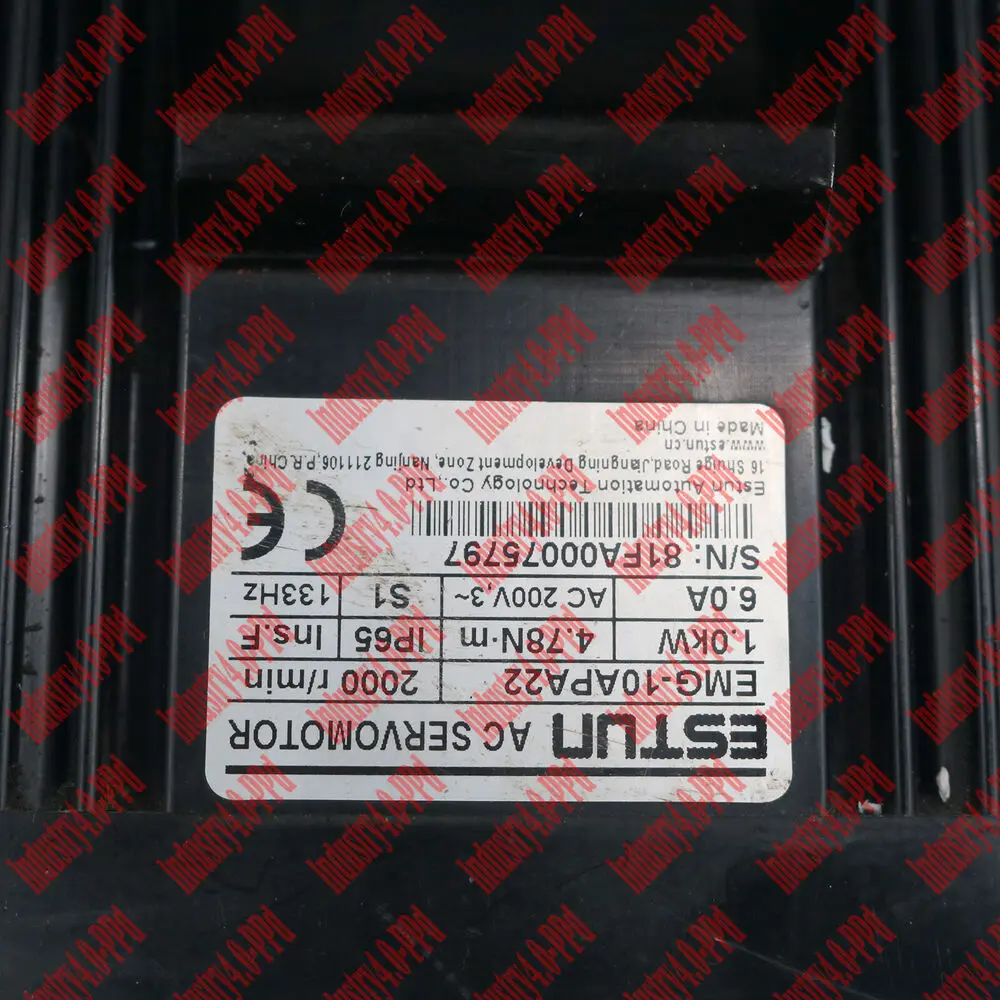 ESTUN AC SERVOMOTOR
EMG-10APA22 2000 r/min
1.0kW 4.78N·m IP65 Ins.F
6.0A AC 200V,3~ S1 133Hz
S/N: 81FA00075797
CE
Estun Automation Technology Co.,Ltd
16 Shuige Road,Jiangning Development Zone, Nanjing 211106,P.R.China
www.estun.cn
Made in China
Industry4.0-PPd